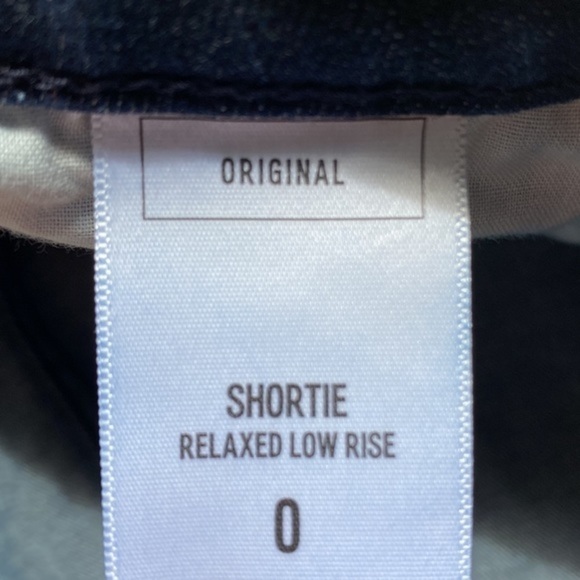 ORIGINAL
SHORTIE
RELAXED LOW RISE
0